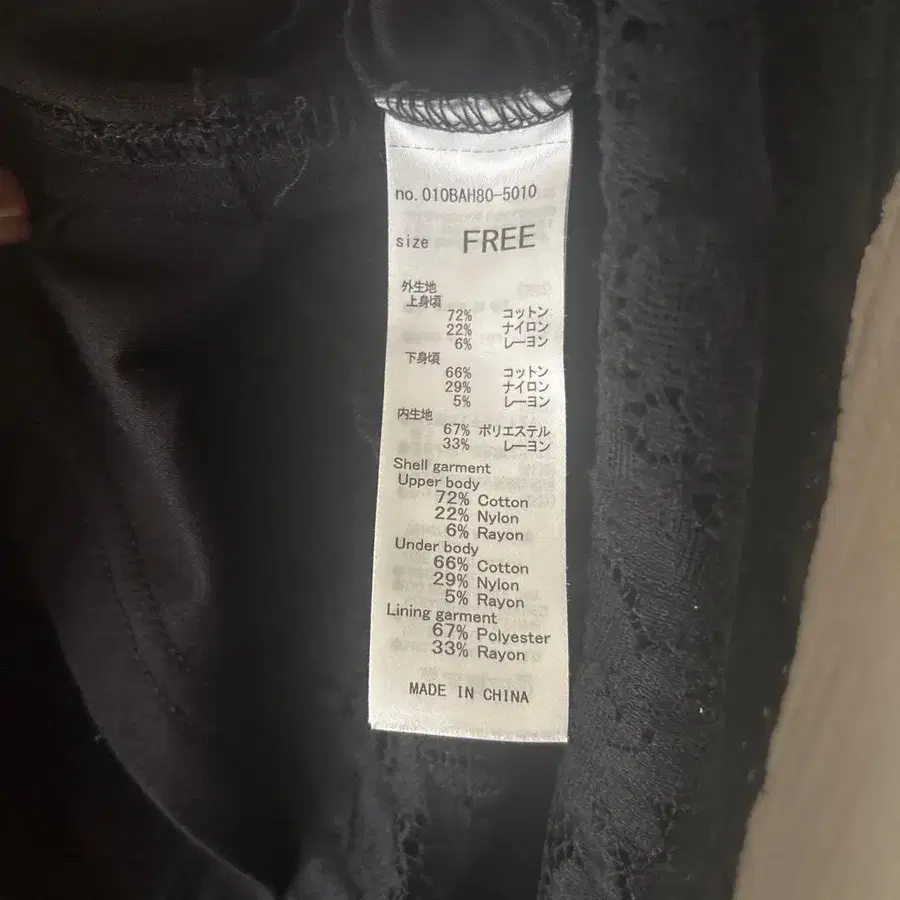 no. 010BAH80-5010
size FREE
外生地
上身頃
72% コットン
22% ナイロン
6% レーヨン
下身頃
66% コットン
29% ナイロン
5% レーヨン
内生地
67% ポリエステル
33% レーヨン
Shell garment
Upper body
72% Cotton
22% Nylon
6% Rayon
Under body
66% Cotton
29% Nylon
5% Rayon
Lining garment
67% Polyester
33% Rayon
MADE IN CHINA